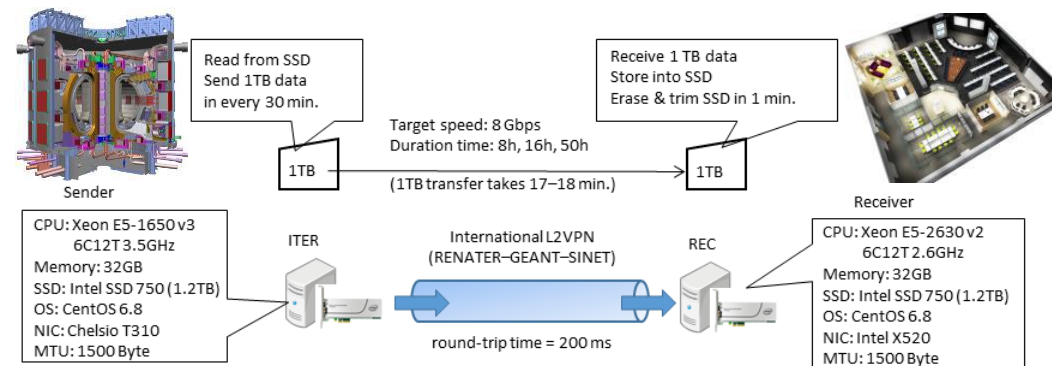 Read from SSD
Send 1TB data
in every 30 min.
Receive 1 TB data
Store into SSD
Erase & trim SSD in 1 min.
Target speed: 8 Gbps
Duration time: 8h, 16h, 50h
1TB
(1TB transfer takes 17–18 min.)
1TB
Sender
Receiver
CPU: Xeon E5-1650 v3
6C12T 3.5GHz
Memory: 32GB
SSD: Intel SSD 750 (1.2TB)
OS: CentOS 6.8
NIC: Chelsio T310
MTU: 1500 Byte
ITER
International L2VPN
(RENATER–GEANT–SINET)
round-trip time = 200 ms
REC
CPU: Xeon E5-2630 v2
6C12T 2.6GHz
Memory: 32GB
SSD: Intel SSD 750 (1.2TB)
OS: CentOS 6.8
NIC: Intel X520
MTU: 1500 Byte